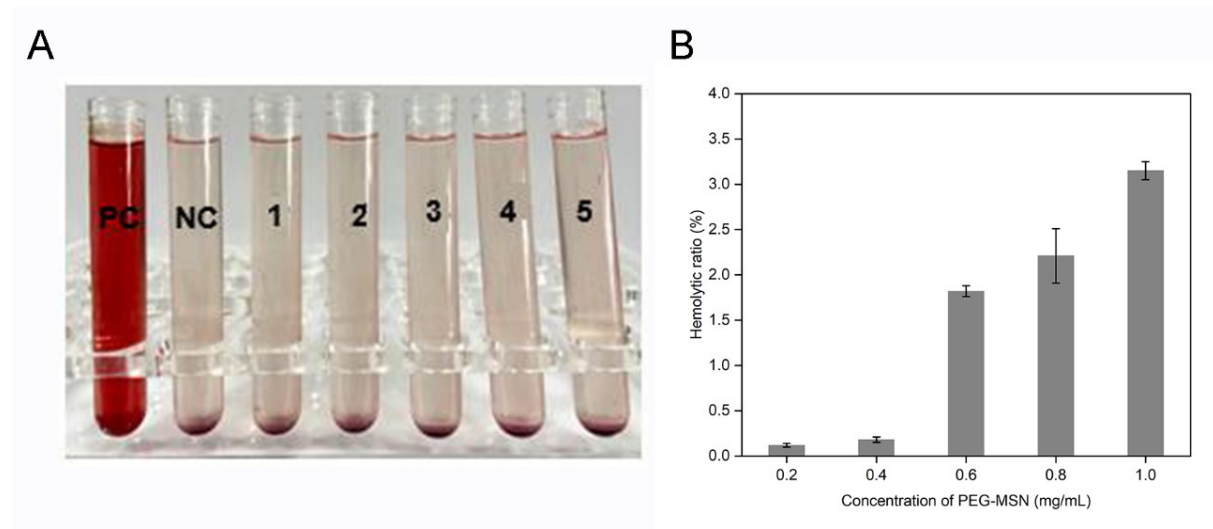 A
PC NC 1 2 3 4 5
B
4.0
3.5
3.0
2.5
2.0
1.5
1.0
0.5
0.0
Hemolytic ratio (%)
0.2 0.4 0.6 0.8 1.0
Concentration of PEG-MSN (mg/mL)